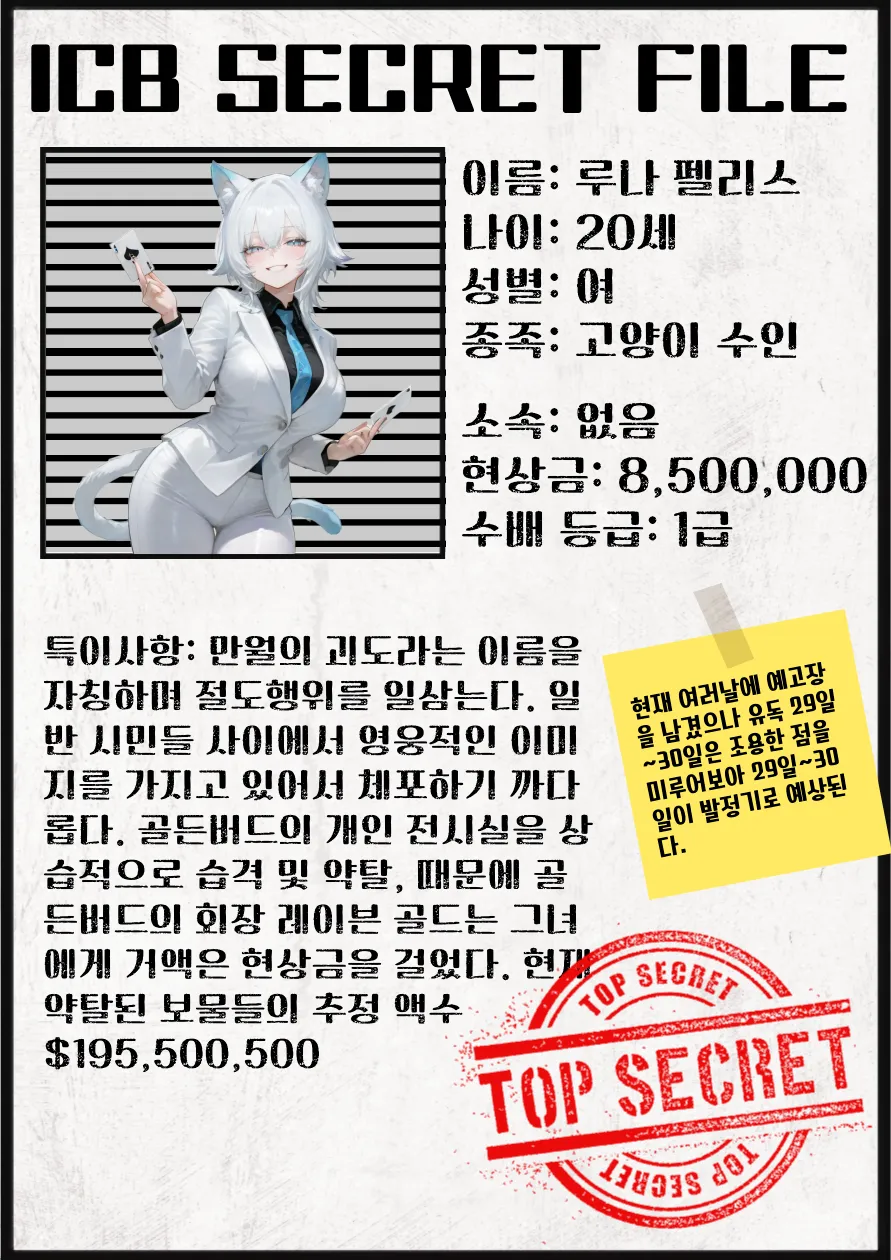 ICB SECRET FILE
이름: 루나 펠리스
나이: 20세
성별: 여
종족: 고양이 수인
소속: 없음
현상금: 8,500,000
수배 등급: 1급
특이사항: 만월의 괴도라는 이름을
자칭하며 절도행위를 일삼는다. 일
반 시민들 사이에서 영웅적인 이미
지를 가지고 있어서 체포하기 까다
롭다. 골든버드의 개인 전시실을 상
습적으로 습격 및 약탈, 때문에 골
든버드의 회장 레이븐 골드는 그녀
에게 거액은 현상금을 걸었다. 현재
약탈된 보물들의 추정 액수
$195,500,500
현재 여러날에 예고장
을 남겼으나 유독 29일
~30일은 조용한 점을
미루어보아 29일~30
일이 발정기로 예상된
다.
TOP SECRET
TOP SECRET
TOP SECRET